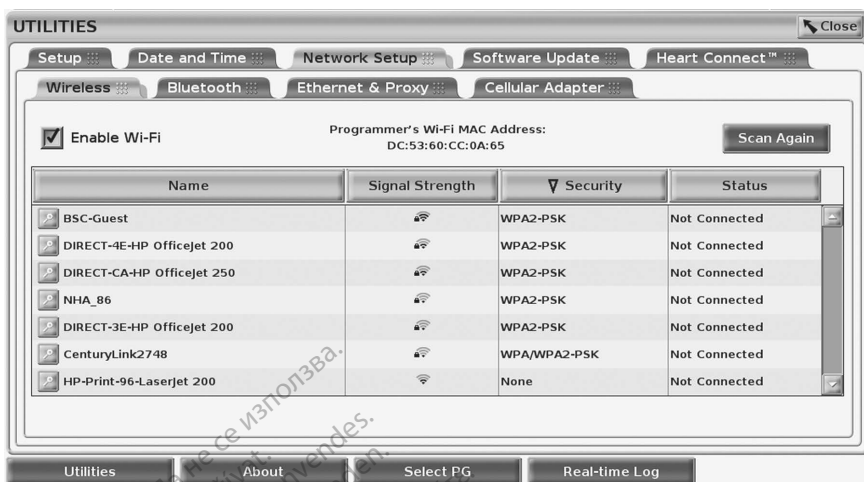 UTILITIES
Close
Setup Date and Time Network Setup Software Update Heart Connect™
Wireless Bluetooth Ethernet & Proxy Cellular Adapter
Enable Wi-Fi
Programmer's Wi-Fi MAC Address:
DC:53:60:CC:0A:65
Scan Again
Name Signal Strength Security Status
BSC-Guest WPA2-PSK Not Connected
DIRECT-4E-HP OfficeJet 200 WPA2-PSK Not Connected
DIRECT-CA-HP OfficeJet 250 WPA2-PSK Not Connected
NHA_86 WPA2-PSK Not Connected
DIRECT-3E-HP OfficeJet 200 WPA2-PSK Not Connected
CenturyLink2748 WPA/WPA2-PSK Not Connected
HP-Print-96-LaserJet 200 None Not Connected
не се използва.
Utilities About Select PG Real-time Log